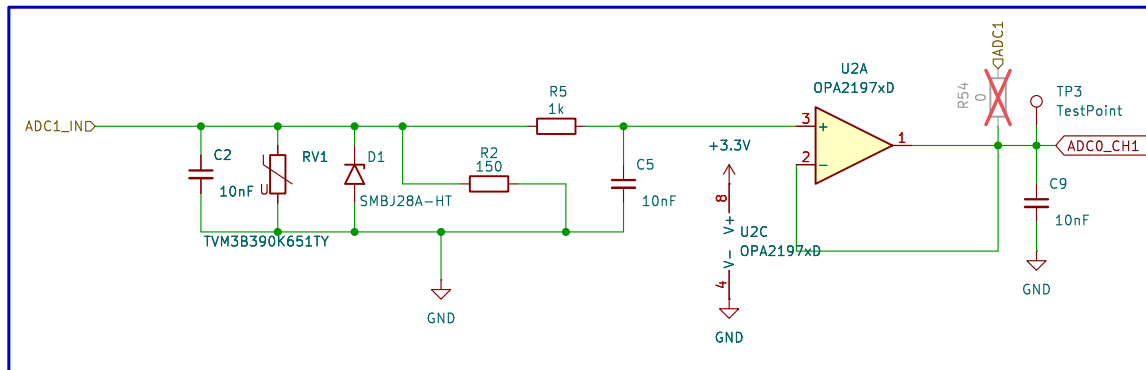 ADC1_IN
C2
10nF
U
RV1
TVM3B390K651TY
D1
SMBJ28A-HT
R2
150
GND
R5
1k
C5
10nF
+3.3V
8
V+
V-
4
U2C
OPA2197xD
GND
U2A
OPA2197xD
3
+
2
-
1
R54
0
ADC1
TP3
TestPoint
ADC0_CH1
C9
10nF
GND